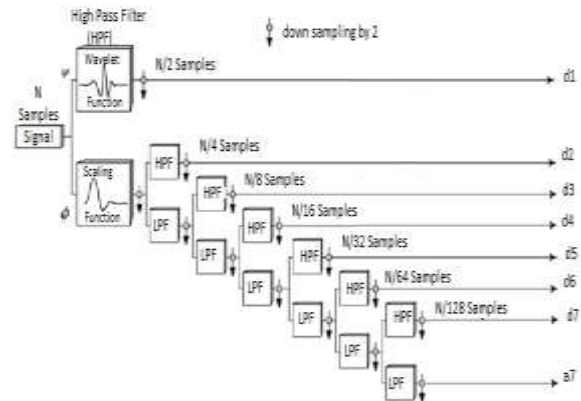 High Pass Filter
(HPF)
down sampling by 2
Wavelet
Function
ψ
N/2 Samples
d1
N
Samples
Signal
N/4 Samples
d2
HPF
Scaling
Function
ϕ
N/8 Samples
d3
HPF
LPF
N/16 Samples
d4
HPF
LPF
N/32 Samples
d5
HPF
LPF
N/64 Samples
d6
HPF
LPF
N/128 Samples
d7
HPF
LPF
a7
LPF